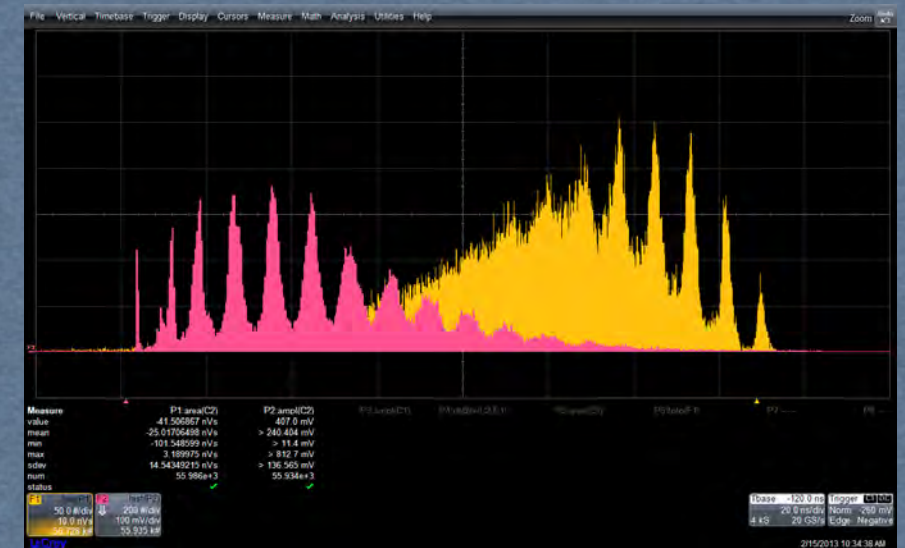 File Vertical Timebase Trigger Display Cursors Measure Math Analysis Utilities Help
Zoom
Measure P1:area(C2) P2:ampl(C2)
value -41.506867 nVs 407.0 mV
mean -25.01706498 nVs > 240.404 mV
min -101.548599 nVs > 11.4 mV
max 3.189975 nVs > 812.7 mV
sdev 14.54349215 nVs > 136.565 mV
num 55.986e+3 55.934e+3
status
F1
50.0 #/div 200 #/div
10.0 nVs 100 mV/div
55.935 k#
Tbase -120.0 ns Trigger C1 DC
20.0 ns/div Norm -260 mV
4 kS 20 GS/s Edge Negative
LeCroy 2/15/2013 10:34:38 AM